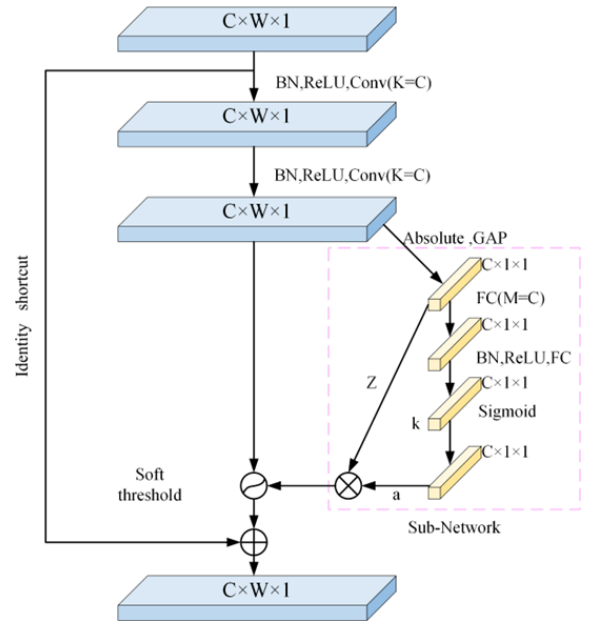 C×W×1
BN,ReLU,Conv(K=C)
C×W×1
BN,ReLU,Conv(K=C)
C×W×1
Absolute ,GAP
C×1×1
FC(M=C)
C×1×1
BN,ReLU,FC
C×1×1
Sigmoid
k
C×1×1
Z
a
Identity shortcut
Soft
threshold
Sub-Network
C×W×1